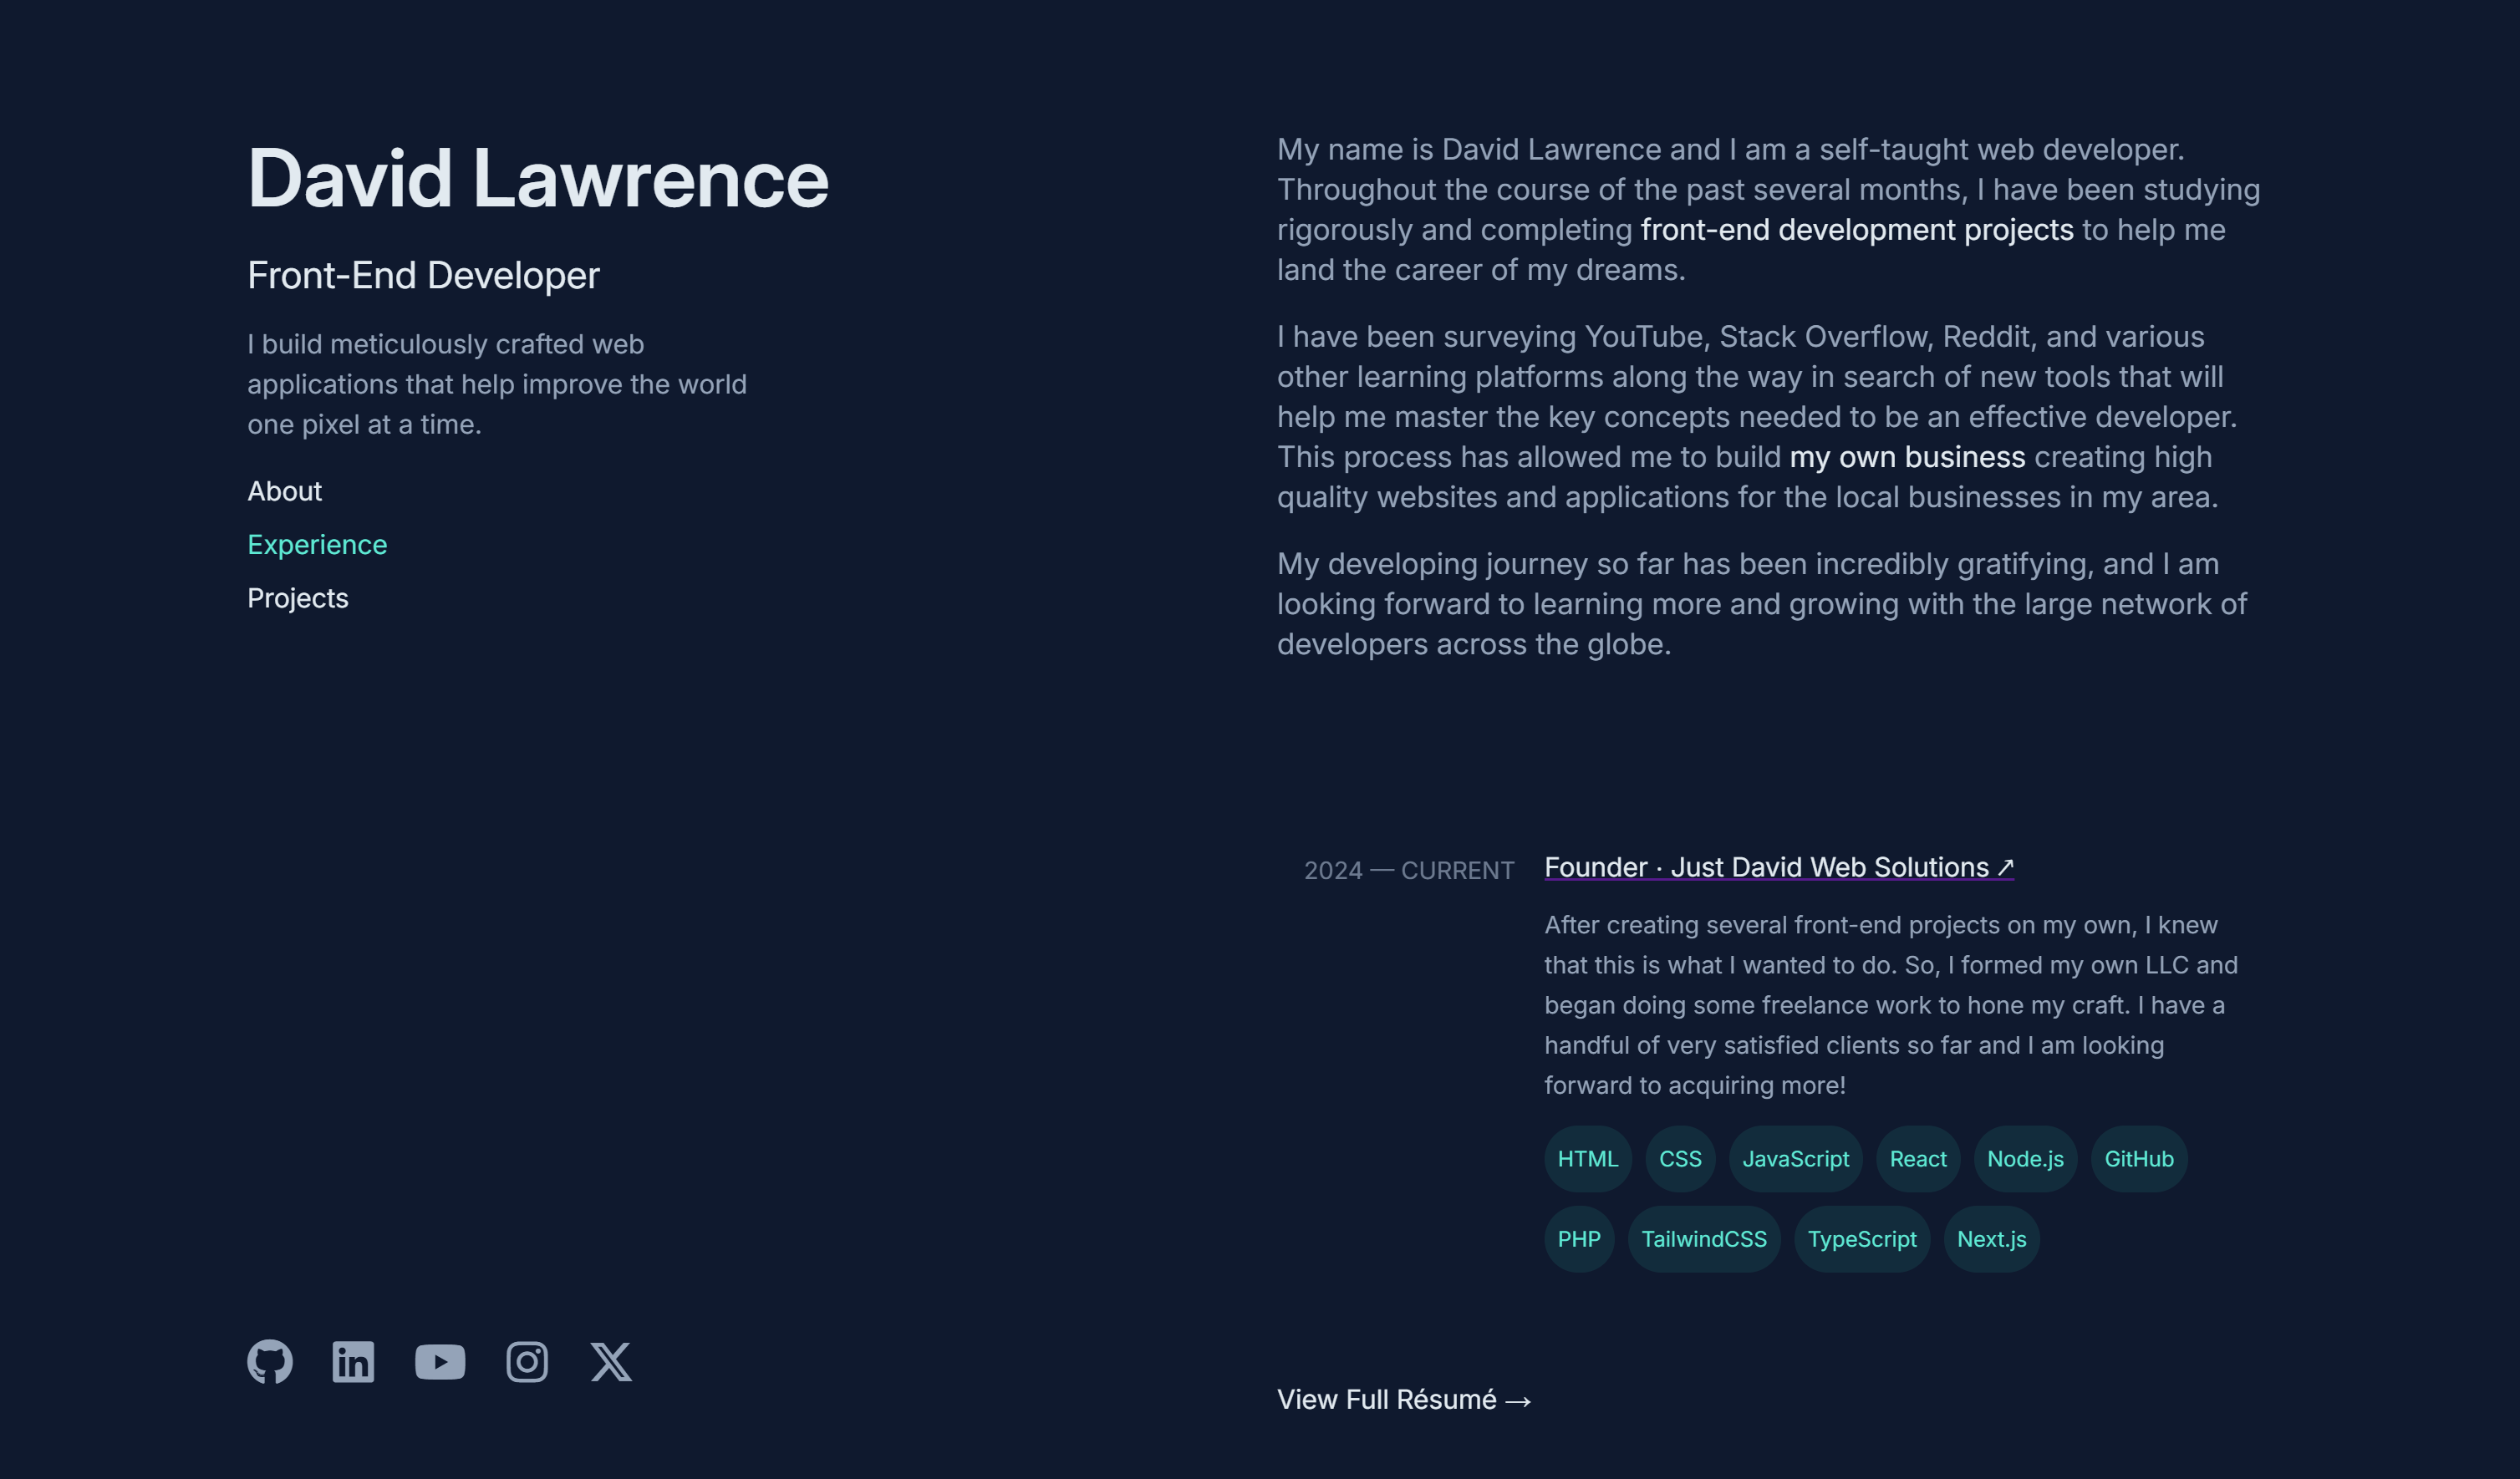 David Lawrence
Front-End Developer
I build meticulously crafted web
applications that help improve the world
one pixel at a time.
About
Experience
Projects
My name is David Lawrence and I am a self-taught web developer.
Throughout the course of the past several months, I have been studying
rigorously and completing front-end development projects to help me
land the career of my dreams.
I have been surveying YouTube, Stack Overflow, Reddit, and various
other learning platforms along the way in search of new tools that will
help me master the key concepts needed to be an effective developer.
This process has allowed me to build my own business creating high
quality websites and applications for the local businesses in my area.
My developing journey so far has been incredibly gratifying, and I am
looking forward to learning more and growing with the large network of
developers across the globe.
2024 — CURRENT
Founder · Just David Web Solutions ↗
After creating several front-end projects on my own, I knew
that this is what I wanted to do. So, I formed my own LLC and
began doing some freelance work to hone my craft. I have a
handful of very satisfied clients so far and I am looking
forward to acquiring more!
HTML CSS JavaScript React Node.js GitHub
PHP TailwindCSS TypeScript Next.js
in
View Full Résumé →